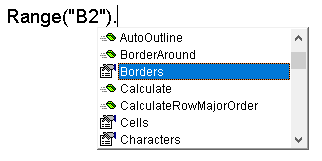 Range("B2").
AutoOutline
BorderAround
Borders
Calculate
CalculateRowMajorOrder
Cells
Characters